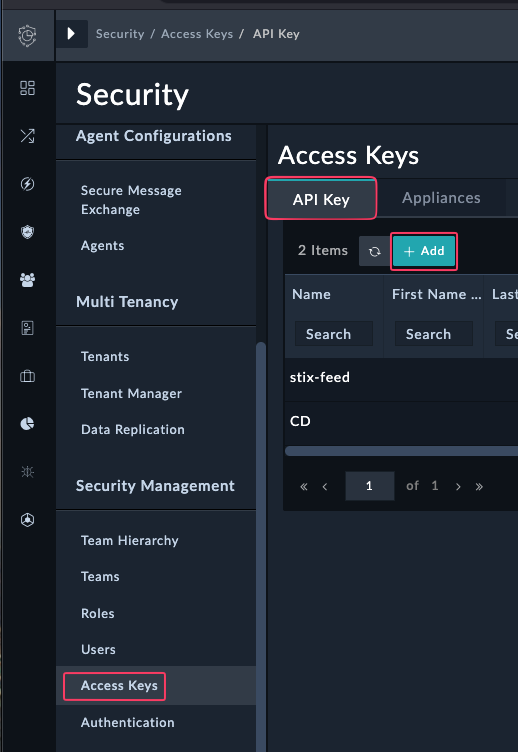 Security / Access Keys / API Key
Security
Agent Configurations
Secure Message
Exchange
Agents
Multi Tenancy
Tenants
Tenant Manager
Data Replication
Security Management
Team Hierarchy
Teams
Roles
Users
Access Keys
Authentication
Access Keys
API Key
Appliances
2 Items
+ Add
Name
First Name ...
Last
Search
Search
Se
stix-feed
CD
« ‹ 1 of 1 › »